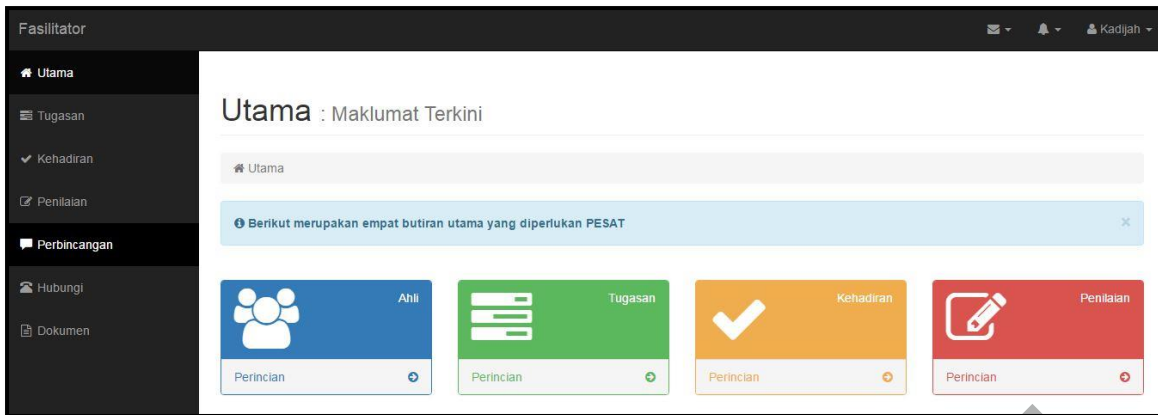 Fasilitator
Kadijah
Utama
Tugasan
Kehadiran
Penilaian
Perbincangan
Hubungi
Dokumen
Utama : Maklumat Terkini
Utama
Berikut merupakan empat butiran utama yang diperlukan PESAT
×
Ahli
Perincian
Tugasan
Perincian
Kehadiran
Perincian
Penilaian
Perincian